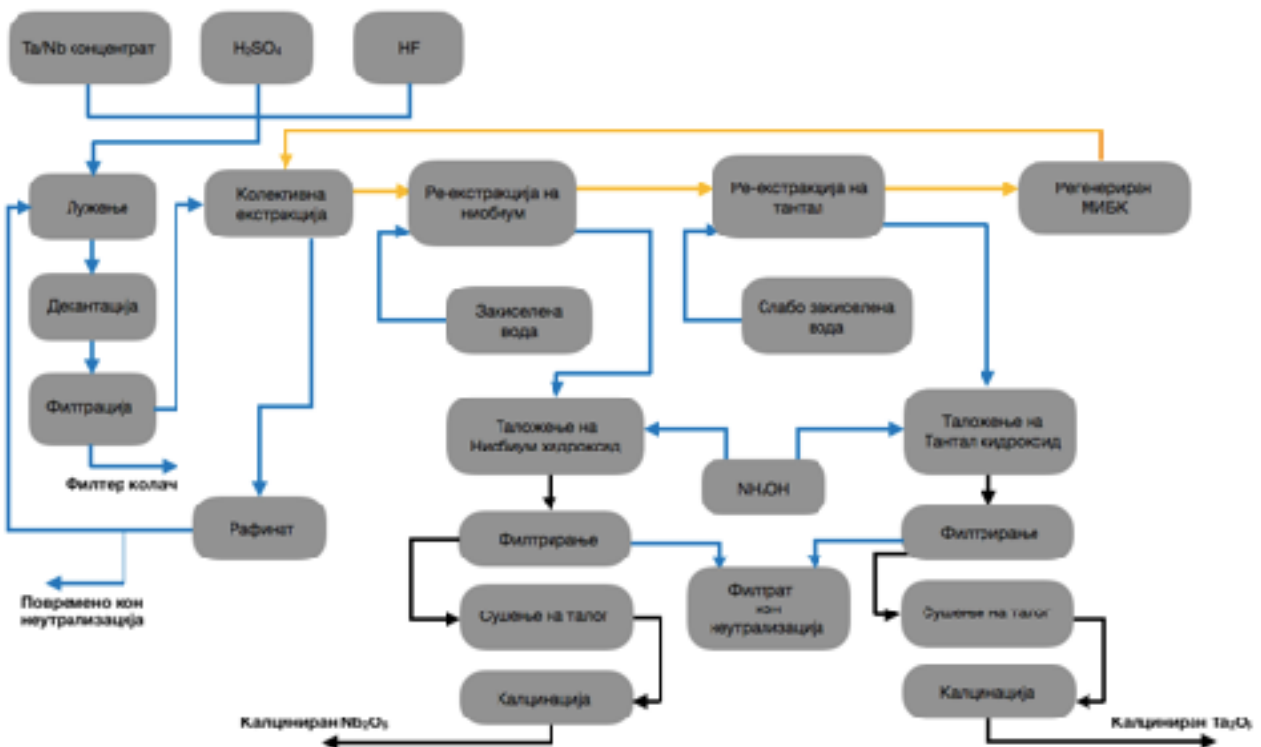 Ta/Nb концентрат
H₂SO₄
HF
Лужење
Колективна
екстракција
Ре-екстракција на
ниобиум
Ре-екстракција на
тантал
Регенериран
МИБК
Декантација
Закиселена
вода
Слабо закиселена
вода
Филтрација
Таложење на
Ниобиум хидроксид
Таложење на
Тантал хидроксид
Филтер колач
NH₄OH
Рафинат
Филтрирање
Филтрирање
Повремено кон
неутрализација
Филтрат
кон
неутрализација
Сушење на талог
Сушење на талог
Калцинација
Калцинација
Калциниран Nb₂O₅
Калциниран Ta₂O₅